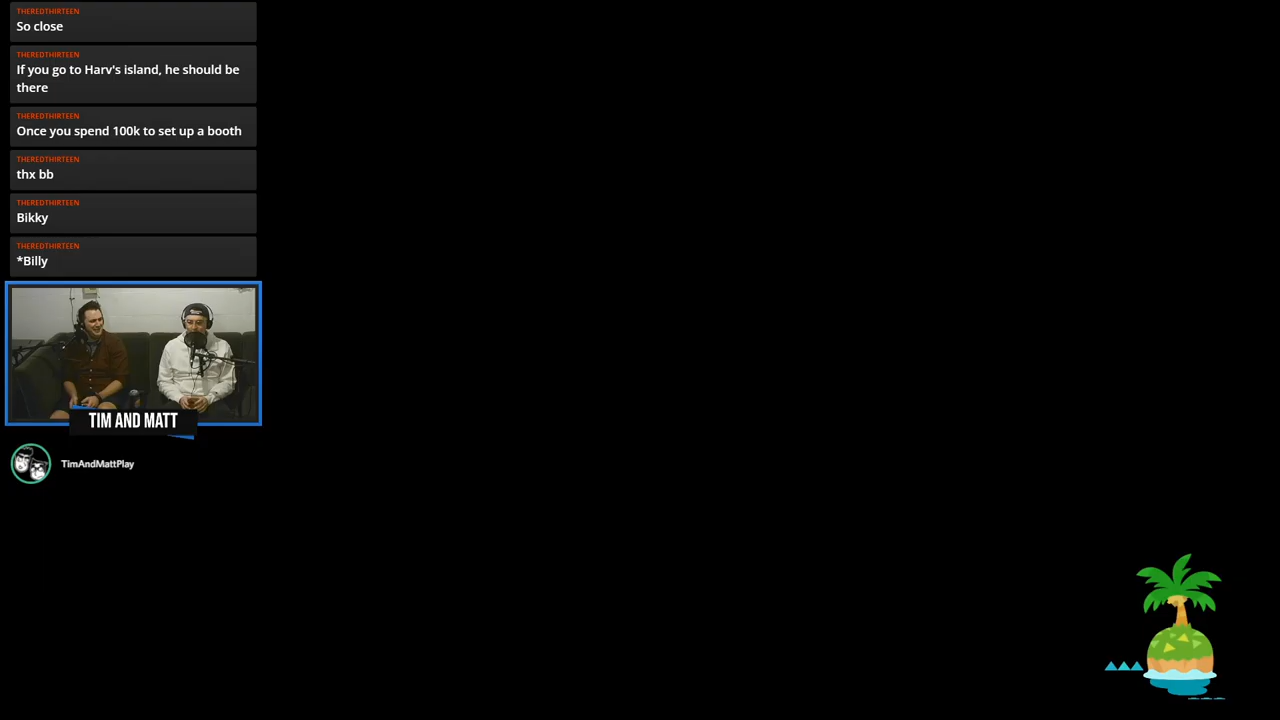 THEREDTHIRTEEN
So close
THEREDTHIRTEEN
If you go to Harv's island, he should be
there
THEREDTHIRTEEN
Once you spend 100k to set up a booth
THEREDTHIRTEEN
thx bb
THEREDTHIRTEEN
Bikky
THEREDTHIRTEEN
*Billy
TIM AND MATT
TimAndMattPlay